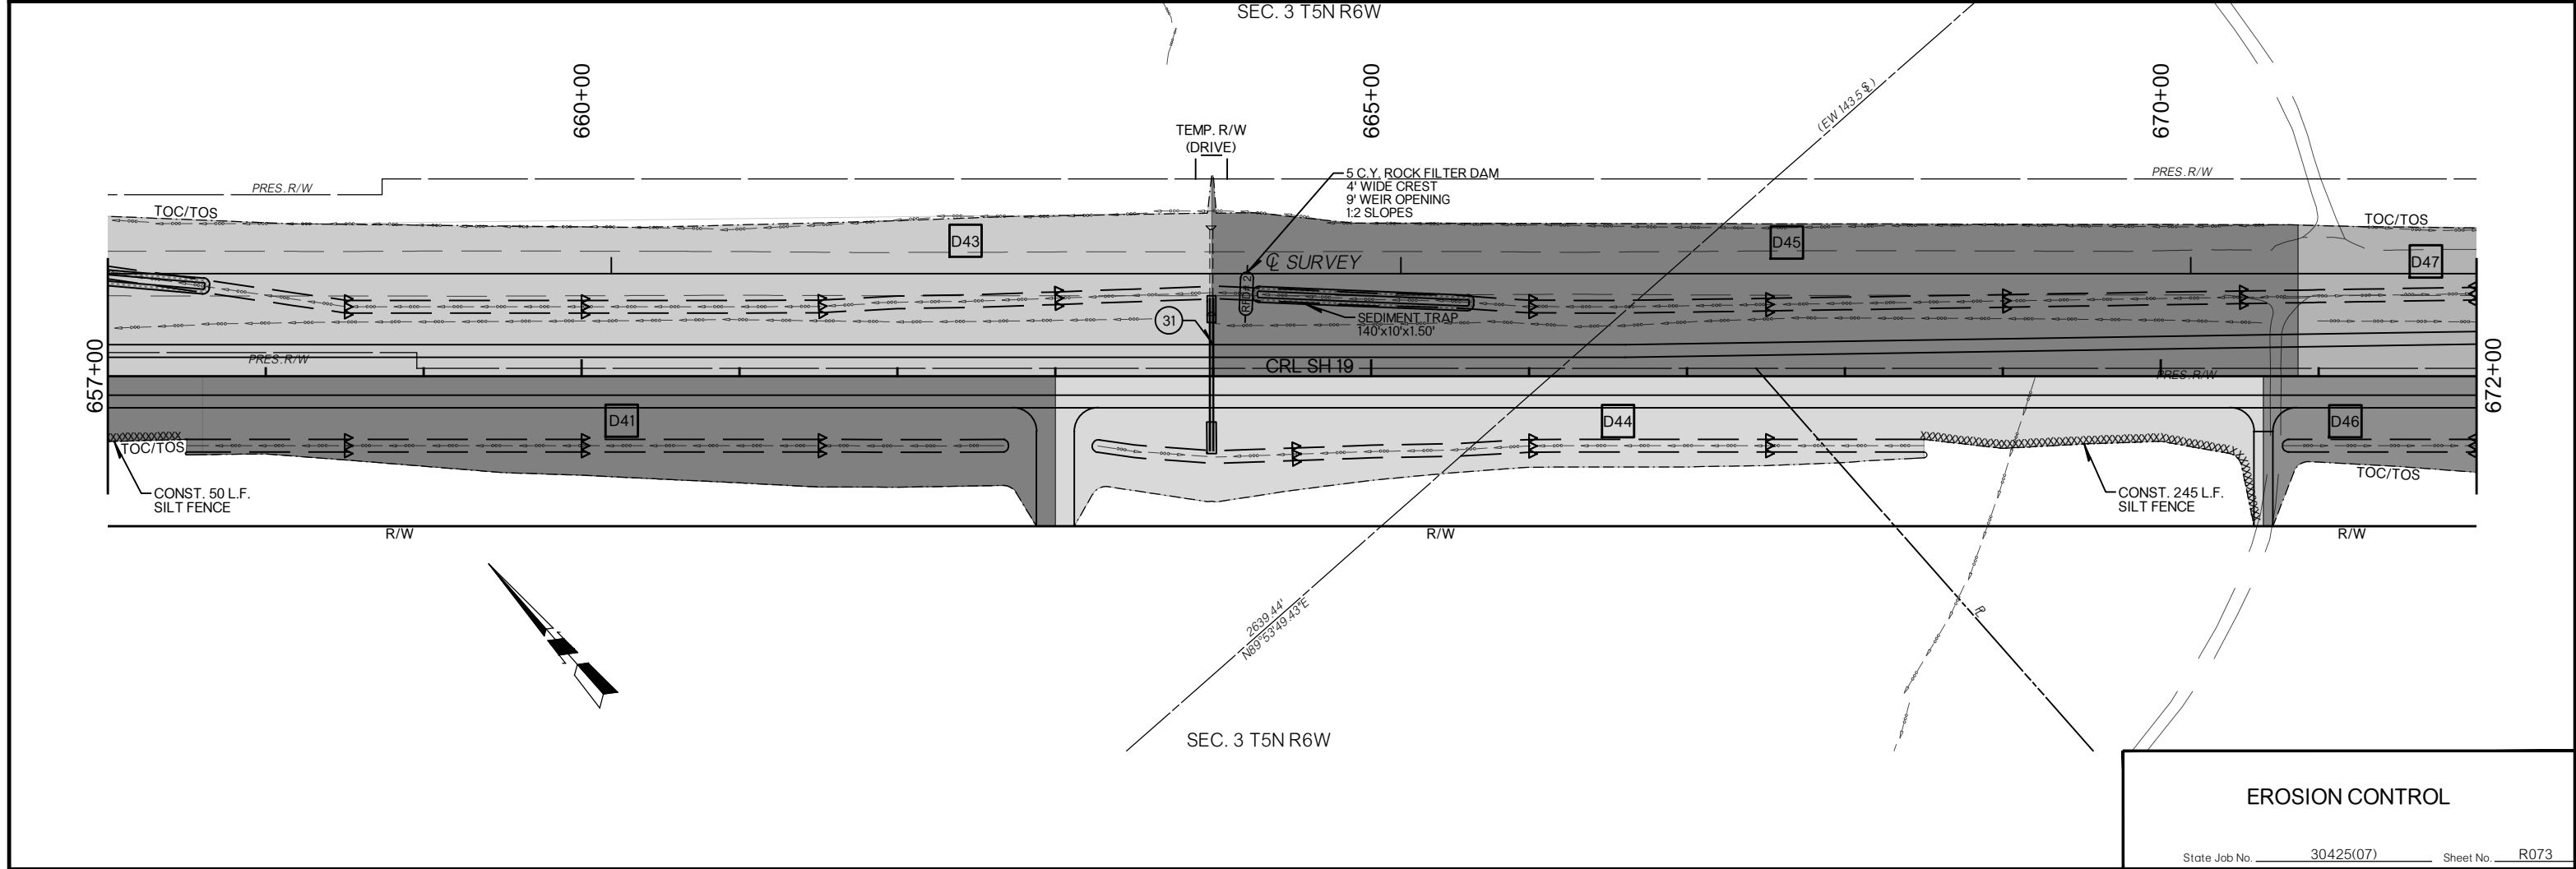 SEC. 3 T5N R6W
660+00
665+00
670+00
(EW 143.5 ℄)
TEMP. R/W
(DRIVE)
5 C.Y. ROCK FILTER DAM
4' WIDE CREST
9' WEIR OPENING
1:2 SLOPES
PRES. R/W
PRES. R/W
TOC/TOS
TOC/TOS
D43
D45
D47
℄ SURVEY
SEDIMENT TRAP
140'x10'x1.50'
31
657+00
PRES. R/W
CRL SH 19
PRES. R/W
672+00
D41
D44
D46
TOC/TOS
TOC/TOS
CONST. 50 L.F.
SILT FENCE
CONST. 245 L.F.
SILT FENCE
R/W
R/W
R/W
2639.44'
N89°53'49.43"E
R
SEC. 3 T5N R6W
EROSION CONTROL
State Job No. 30425(07) Sheet No. R073